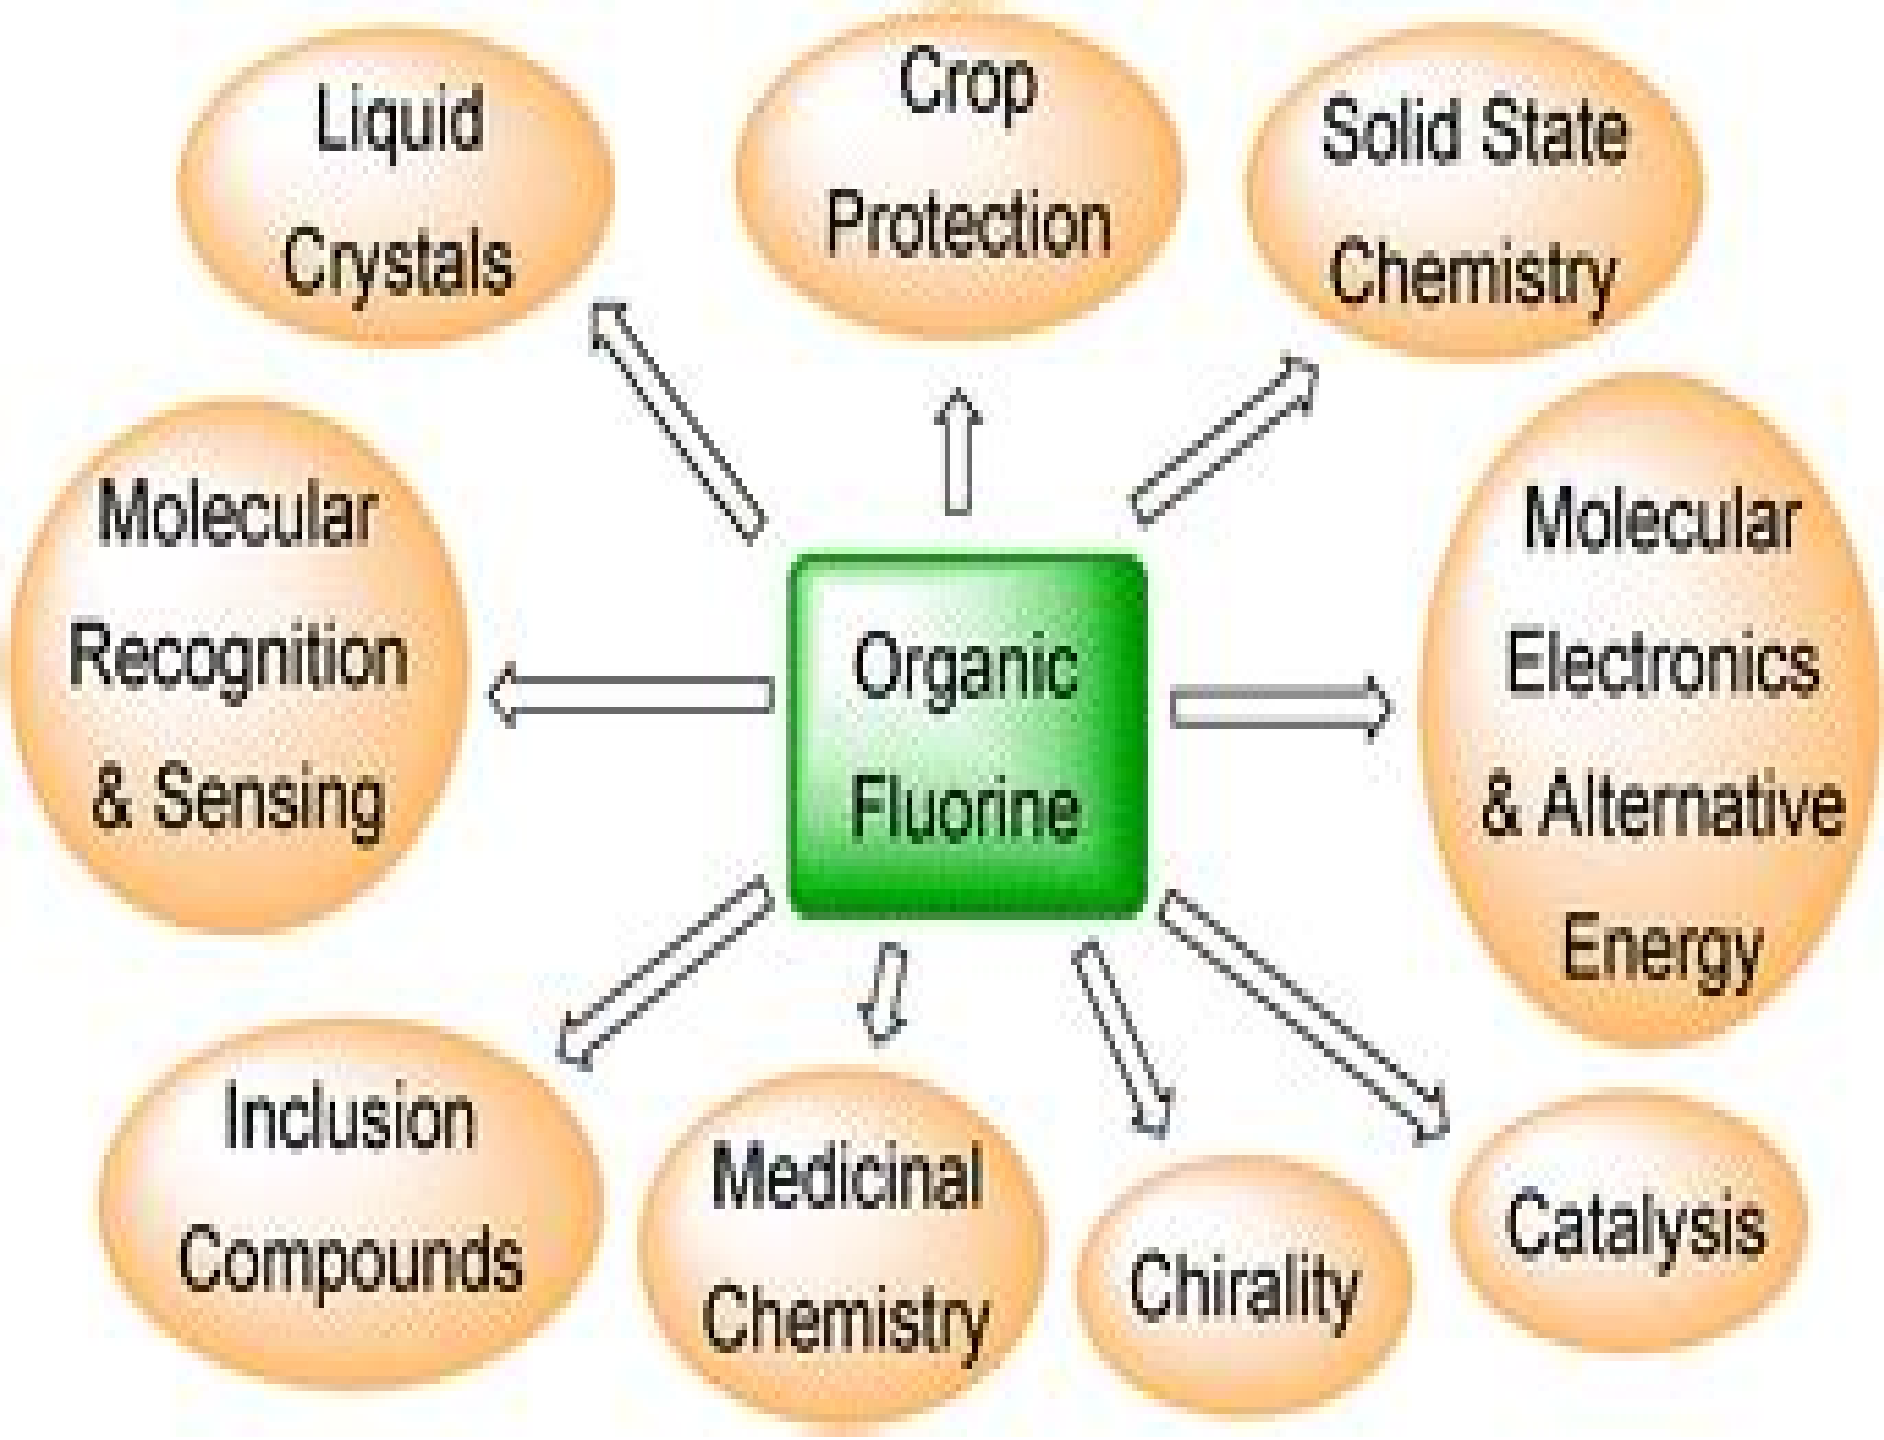 Liquid
Crystals
Crop
Protection
Solid State
Chemistry
Molecular
Recognition
& Sensing
Organic
Fluorine
Molecular
Electronics
& Alternative
Energy
Inclusion
Compounds
Medicinal
Chemistry
Chirality
Catalysis